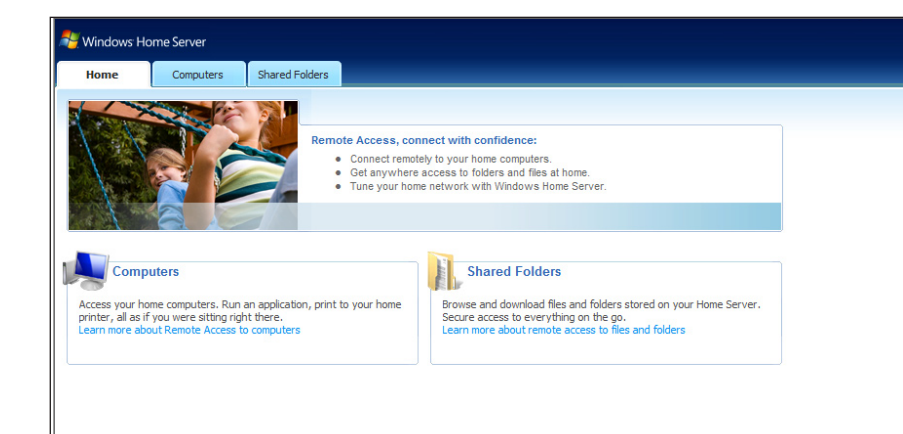 Windows Home Server
Home
Computers
Shared Folders
Remote Access, connect with confidence:
• Connect remotely to your home computers.
• Get anywhere access to folders and files at home.
• Tune your home network with Windows Home Server.
Computers
Access your home computers. Run an application, print to your home
printer, all as if you were sitting right there.
Learn more about Remote Access to computers
Shared Folders
Browse and download files and folders stored on your Home Server.
Secure access to everything on the go.
Learn more about remote access to files and folders